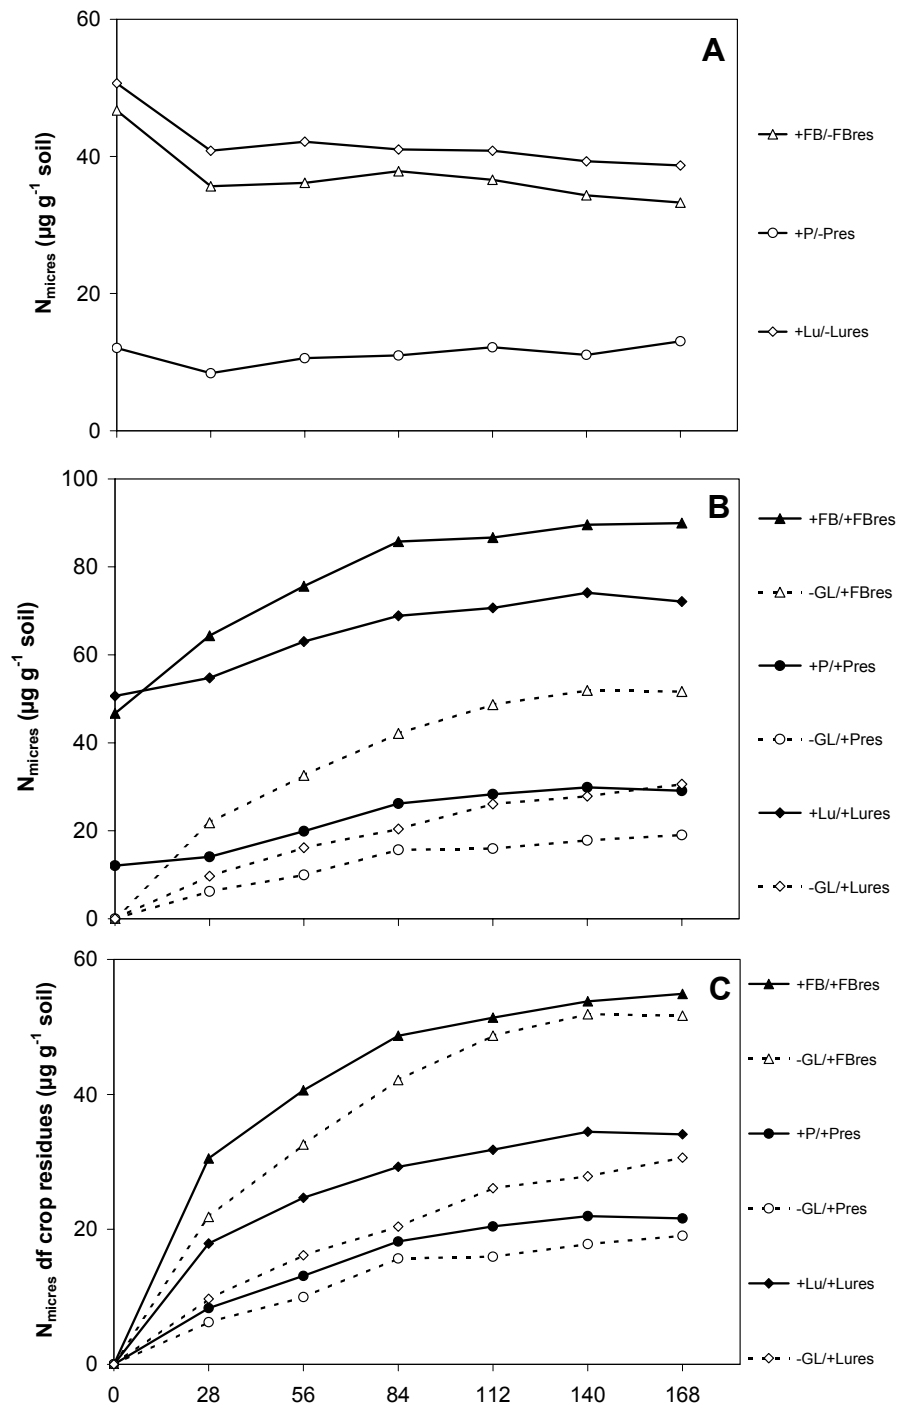 60
40
20
0
N_micres (µg g⁻¹ soil)
A
+FB/-FBres
+P/-Pres
+Lu/-Lures
100
80
60
40
20
0
N_micres (µg g⁻¹ soil)
B
+FB/+FBres
-GL/+FBres
+P/+Pres
-GL/+Pres
+Lu/+Lures
-GL/+Lures
60
40
20
0
N_micres df crop residues (µg g⁻¹ soil)
C
+FB/+FBres
-GL/+FBres
+P/+Pres
-GL/+Pres
+Lu/+Lures
-GL/+Lures
0 28 56 84 112 140 168